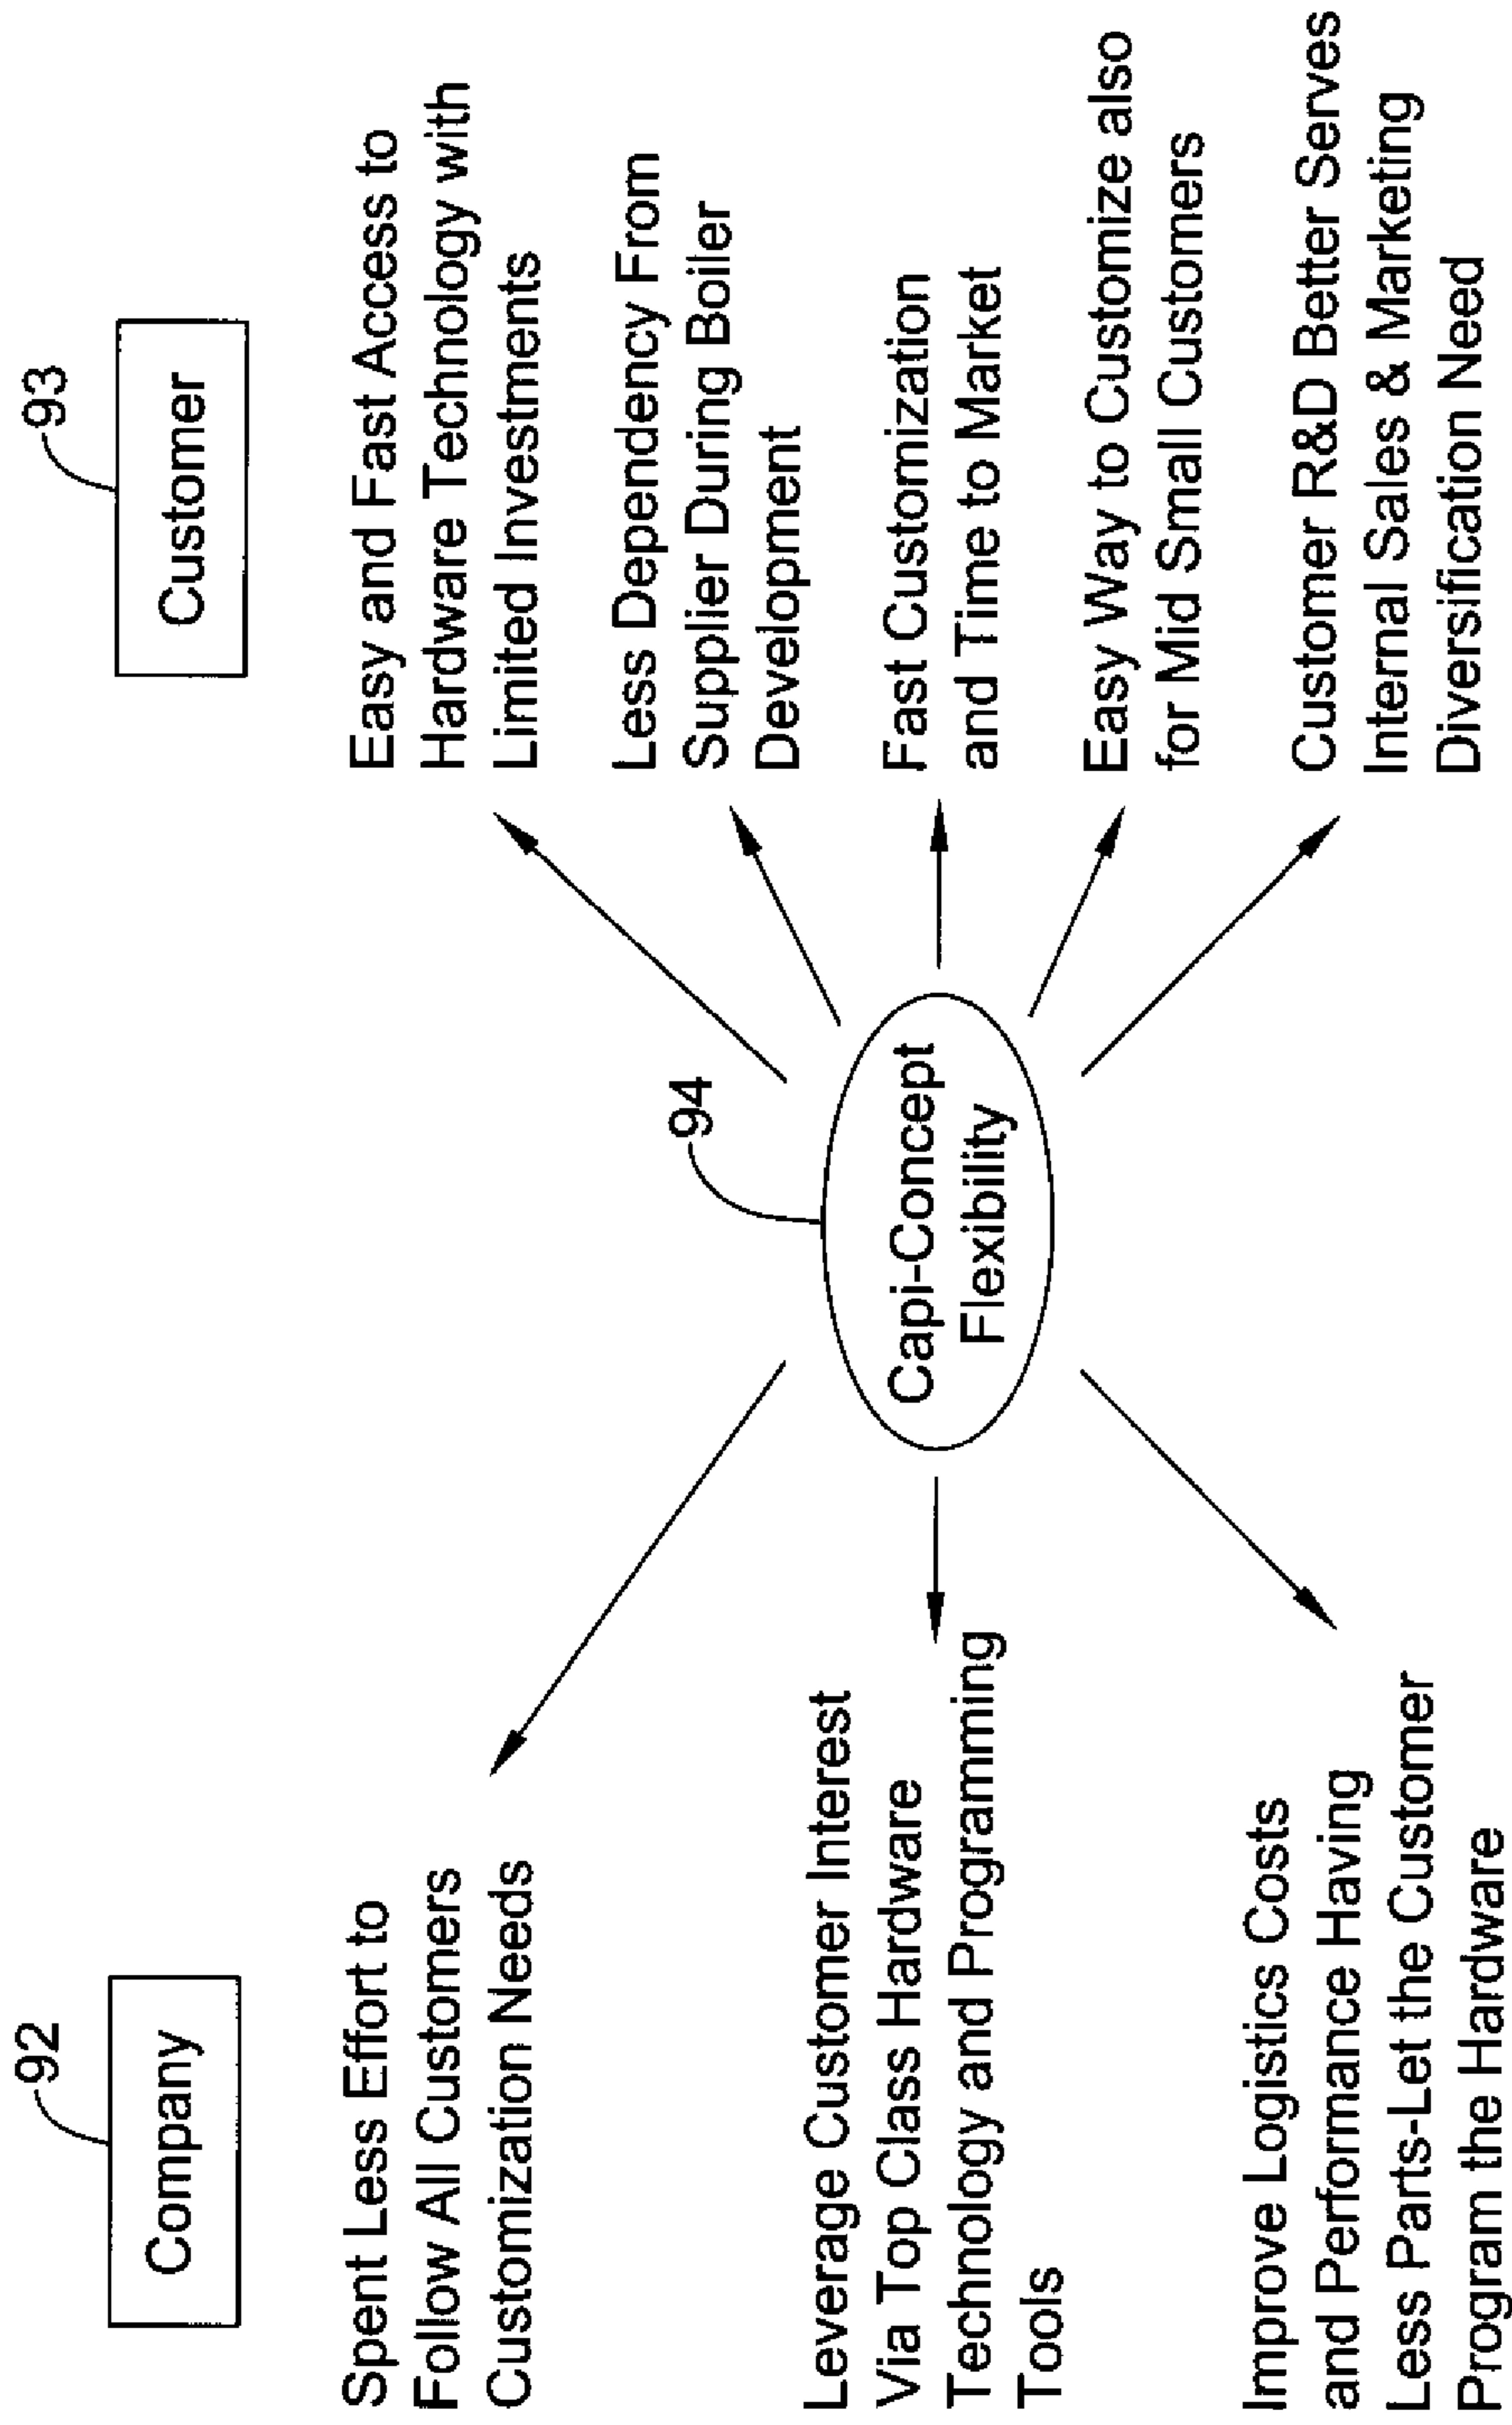 92
Company
Spent Less Effort to
Follow All Customers
Customization Needs
Leverage Customer Interest
Via Top Class Hardware
Technology and Programming
Tools
Improve Logistics Costs
and Performance Having
Less Parts-Let the Customer
Program the Hardware
94
Capi-Concept
Flexibility
93
Customer
Easy and Fast Access to
Hardware Technology with
Limited Investments
Less Dependency From
Supplier During Boiler
Development
Fast Customization
and Time to Market
Easy Way to Customize also
for Mid Small Customers
Customer R&D Better Serves
Internal Sales & Marketing
Diversification Need